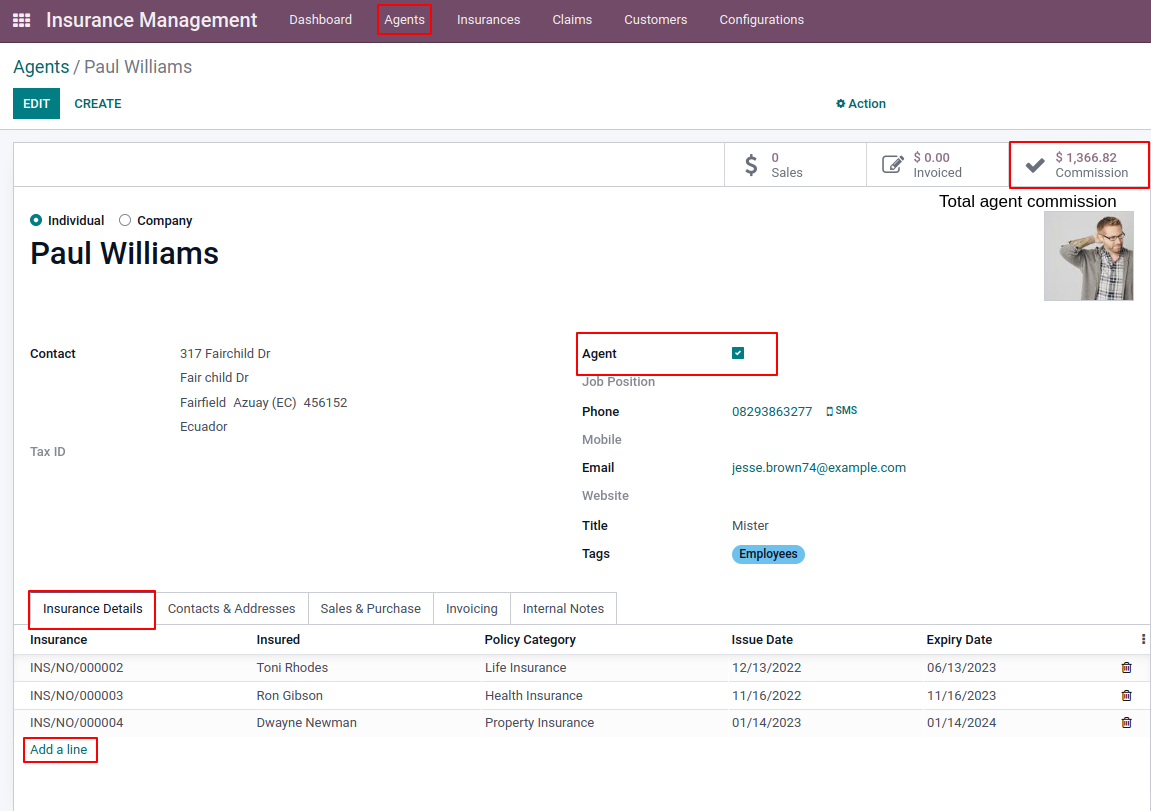 Insurance Management Dashboard Agents Insurances Claims Customers Configurations
Agents / Paul Williams
EDIT CREATE Action
0
Sales
$ 0.00
Invoiced
$ 1,366.82
Commission
Total agent commission
Individual Company
Paul Williams
Contact 317 Fairchild Dr
Fair child Dr
Fairfield Azuay (EC) 456152
Ecuador
Tax ID
Agent
Job Position
Phone 08293863277 SMS
Mobile
Email jesse.brown74@example.com
Website
Title Mister
Tags Employees
Insurance Details Contacts & Addresses Sales & Purchase Invoicing Internal Notes
Insurance Insured Policy Category Issue Date Expiry Date
INS/NO/000002 Toni Rhodes Life Insurance 12/13/2022 06/13/2023
INS/NO/000003 Ron Gibson Health Insurance 11/16/2022 11/16/2023
INS/NO/000004 Dwayne Newman Property Insurance 01/14/2023 01/14/2024
Add a line